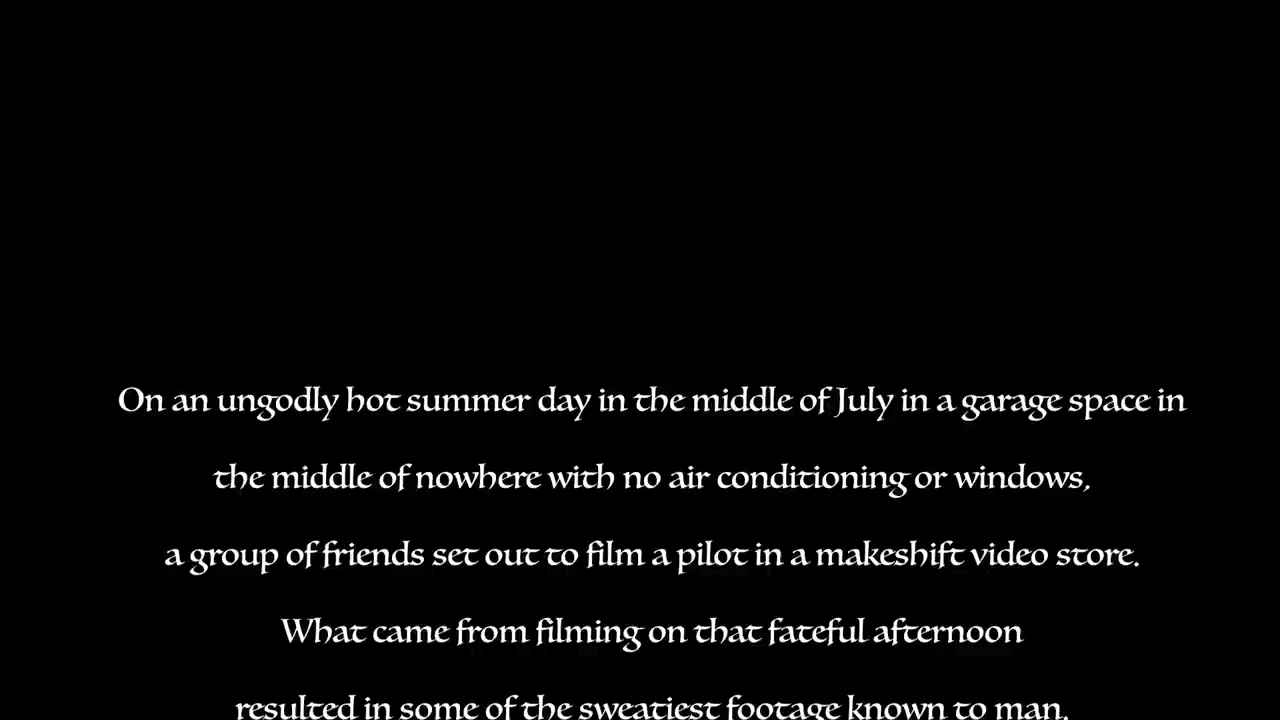 On an ungodly hot summer day in the middle of July in a garage space in
the middle of nowhere with no air conditioning or windows,
a group of friends set out to film a pilot in a makeshift video store.
What came from filming on that fateful afternoon
resulted in some of the sweatiest footage known to man.